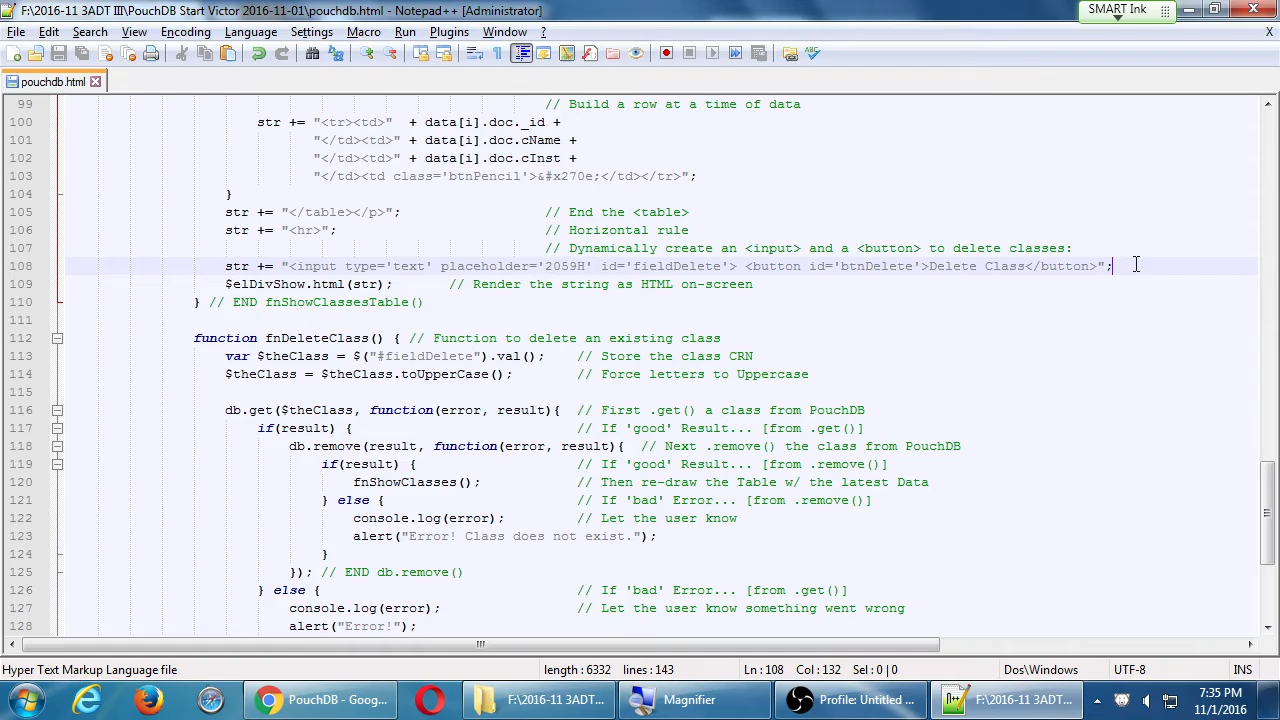 F:\2016-11 3ADT III\PouchDB Start Victor 2016-11-01\pouchdb.html - Notepad++ [Administrator]
SMART Ink
File Edit Search View Encoding Language Settings Macro Run Plugins Window ? X
pouchdb.html
99 // Build a row at a time of data
100 str += "<tr><td>" + data[i].doc._id +
101 "</td><td>" + data[i].doc.cName +
102 "</td><td>" + data[i].doc.cInst +
103 "</td><td class='btnPencil'>&#x270e;</td></tr>";
104 }
105 str += "</table></p>"; // End the <table>
106 str += "<hr>"; // Horizontal rule
107 // Dynamically create an <input> and a <button> to delete classes:
108 str += "<input type='text' placeholder='2059H' id='fieldDelete'> <button id='btnDelete'>Delete Class</button>";
109 $elDivShow.html(str); // Render the string as HTML on-screen
110 } // END fnShowClassesTable()
111
112 function fnDeleteClass() { // Function to delete an existing class
113 var $theClass = $("#fieldDelete").val(); // Store the class CRN
114 $theClass = $theClass.toUpperCase(); // Force letters to Uppercase
115
116 db.get($theClass, function(error, result){ // First .get() a class from PouchDB
117 if(result) { // If 'good' Result... [from .get()]
118 db.remove(result, function(error, result){ // Next .remove() the class from PouchDB
119 if(result) { // If 'good' Result... [from .remove()]
120 fnShowClasses(); // Then re-draw the Table w/ the latest Data
121 } else { // If 'bad' Error... [from .remove()]
122 console.log(error); // Let the user know
123 alert("Error! Class does not exist.");
124 }
125 }); // END db.remove()
126 } else { // If 'bad' Error... [from .get()]
127 console.log(error); // Let the user know something went wrong
128 alert("Error!");
Hyper Text Markup Language file length : 6332 lines : 143 Ln : 108 Col : 132 Sel : 0 | 0 Dos\Windows UTF-8 INS
PouchDB - Goog... F:\2016-11 3ADT... Magnifier Profile: Untitled ... F:\2016-11 3ADT... 7:35 PM
11/1/2016